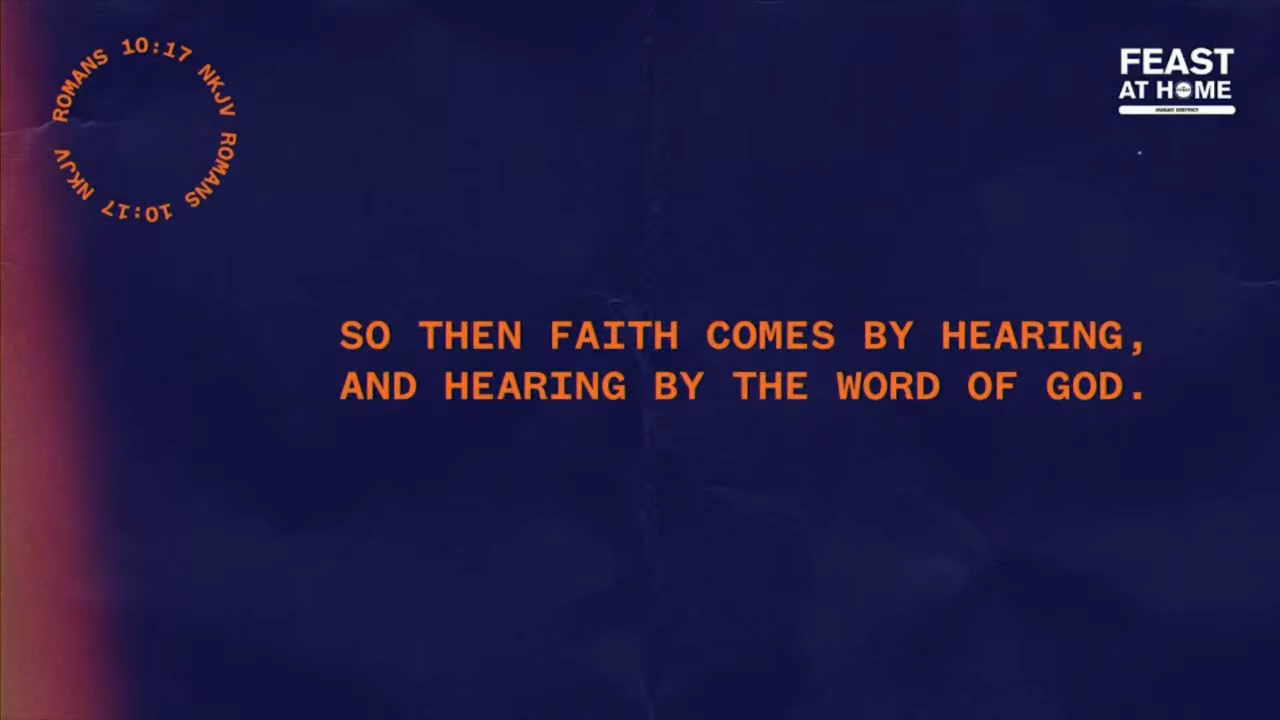 ROMANS 10:17 NKJV ROMANS 10:17 NKJV
FEAST
AT HOME
SO THEN FAITH COMES BY HEARING,
AND HEARING BY THE WORD OF GOD.